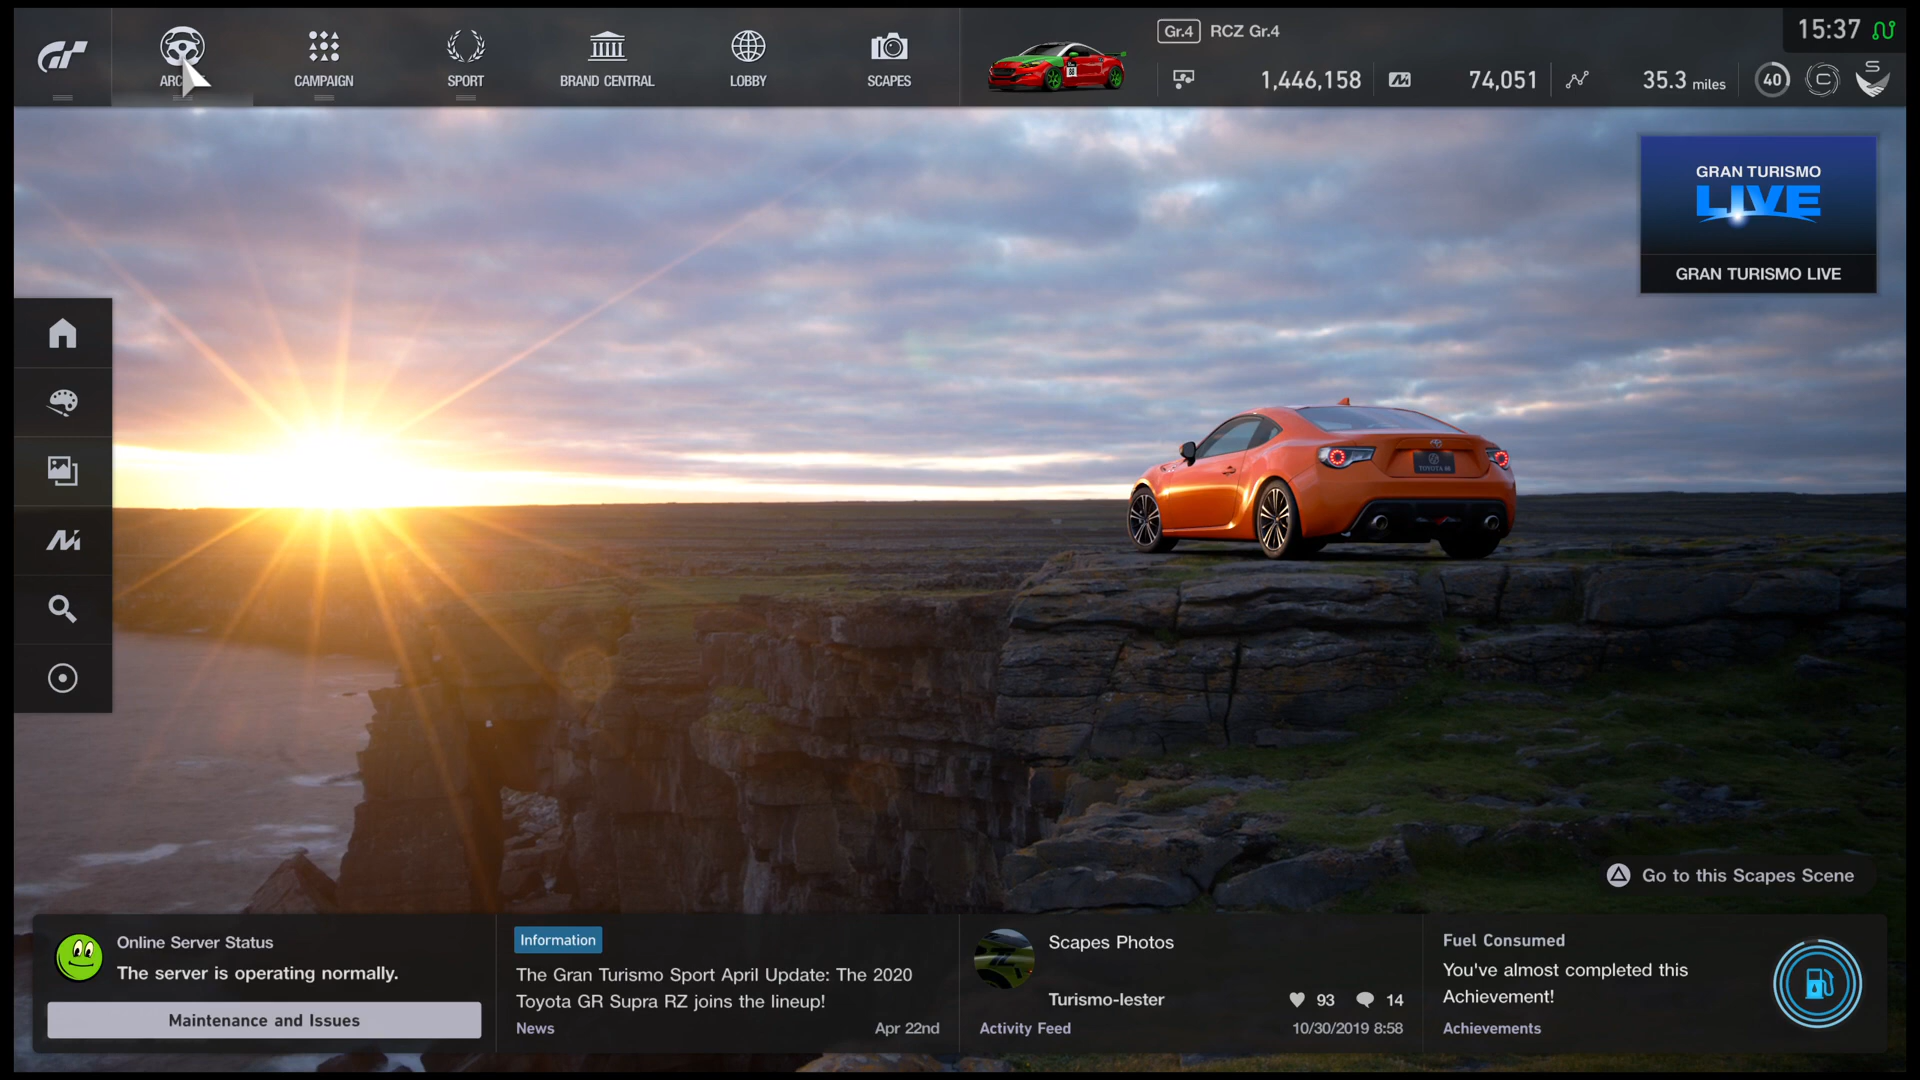 ARC
CAMPAIGN
SPORT
BRAND CENTRAL
LOBBY
SCAPES
Gr.4 RCZ Gr.4
1,446,158
74,051
35.3 miles
40
C
S
15:37
GRAN TURISMO
LIVE
GRAN TURISMO LIVE
TOYOTA 86
Go to this Scapes Scene
Online Server Status
The server is operating normally.
Maintenance and Issues
Information
The Gran Turismo Sport April Update: The 2020
Toyota GR Supra RZ joins the lineup!
News
Apr 22nd
Scapes Photos
Turismo-lester
93
14
Activity Feed
10/30/2019 8:58
Fuel Consumed
You've almost completed this
Achievement!
Achievements